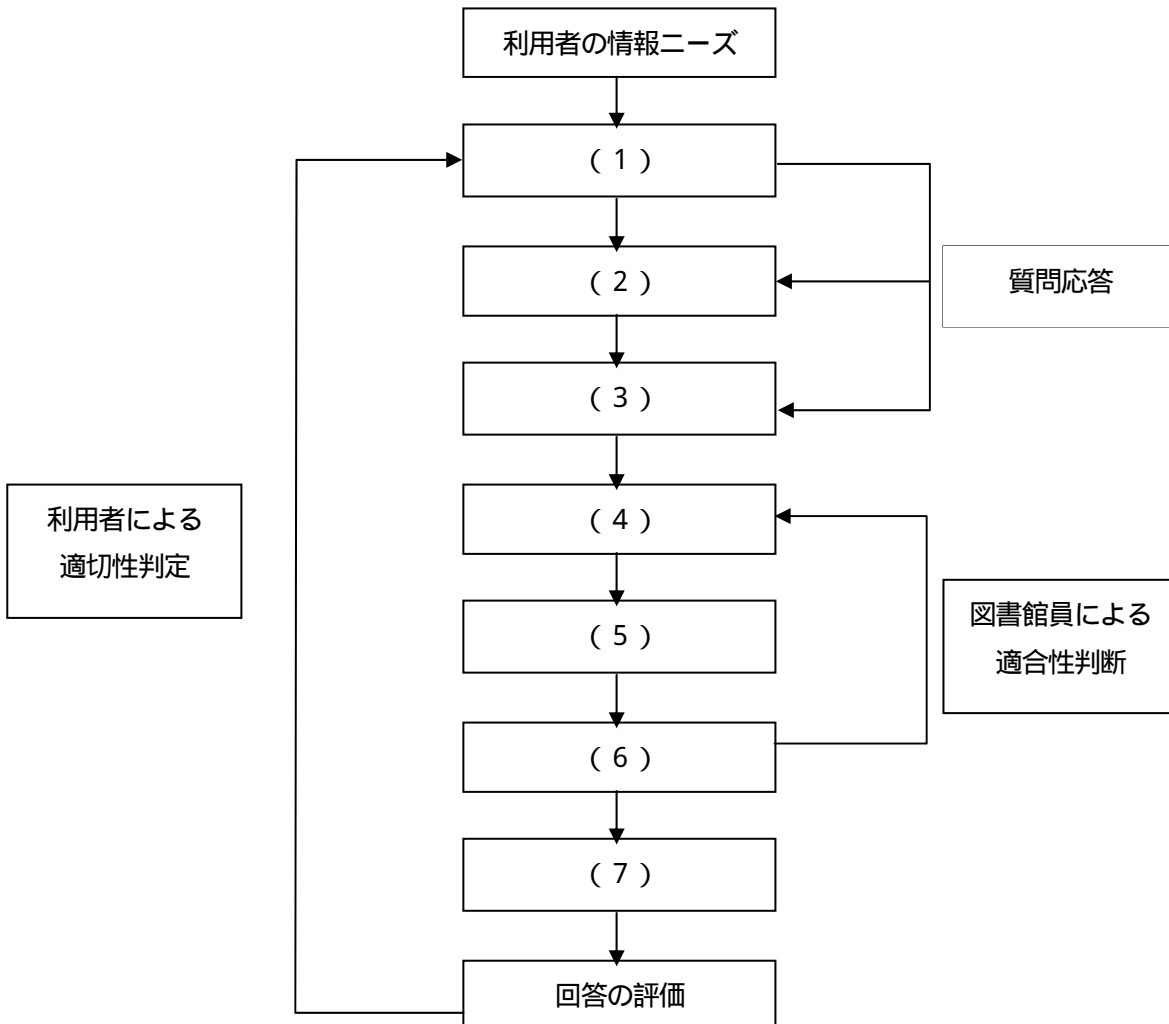 利用者の情報ニーズ
( 1 )
( 2 )
質問応答
( 3 )
( 4 )
利用者による
適切性判定
( 5 )
図書館員による
適合性判断
( 6 )
( 7 )
回答の評価